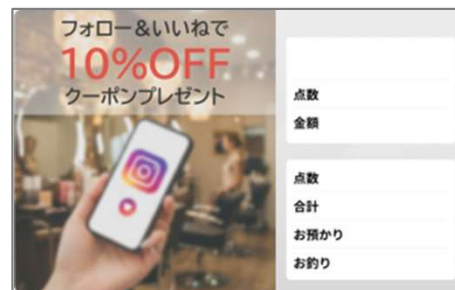 フォロー&いいねで
10%OFF
クーポンプレゼント
点数
金額
点数
合計
お預かり
お釣り